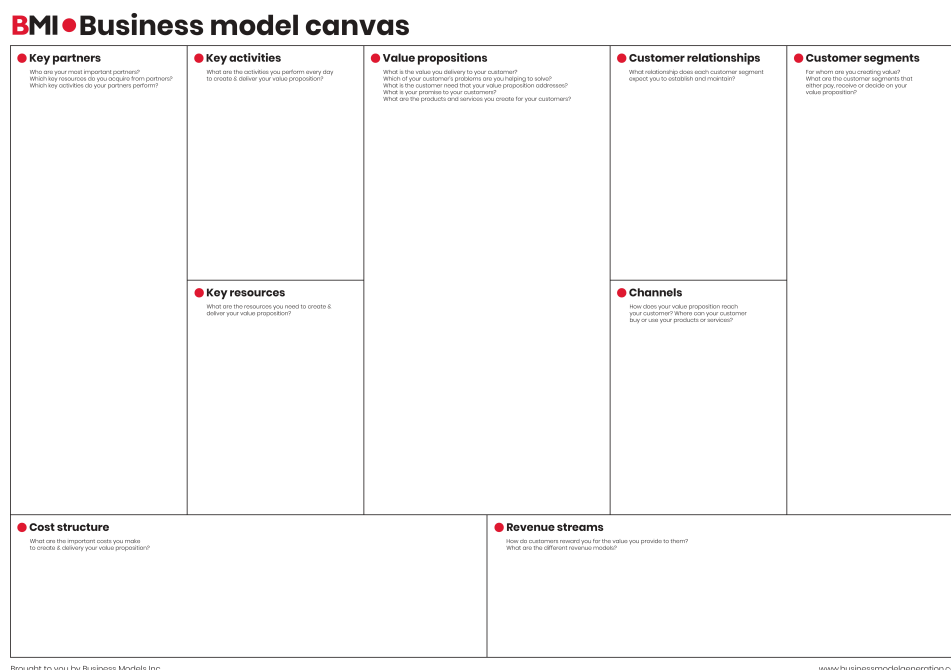 BMI Business model canvas
Key partners
Who are your most important partners?
Which key resources do you acquire from partners?
Which key activities do your partners perform?
Key activities
What are the activities you perform every day
to create & deliver your value proposition?
Key resources
What are the resources you need to create &
deliver your value proposition?
Value propositions
What is the value you delivery to your customer?
Which of your customer's problems are you helping to solve?
What is the customer need that your value proposition addresses?
What is your promise to your customers?
What are the products and services you create for your customers?
Customer relationships
What relationship does each customer segment
expect you to establish and maintain?
Channels
How does your value proposition reach
your customer? Where can your customer
buy or use your products or services?
Customer segments
For whom are you creating value?
What are the customer segments that
either pay, receive or decide on your
value proposition?
Cost structure
What are the important costs you make
to create & delivery your value proposition?
Revenue streams
How do customers reward you for the value you provide to them?
What are the different revenue models?
Brought to you by Business Models Inc